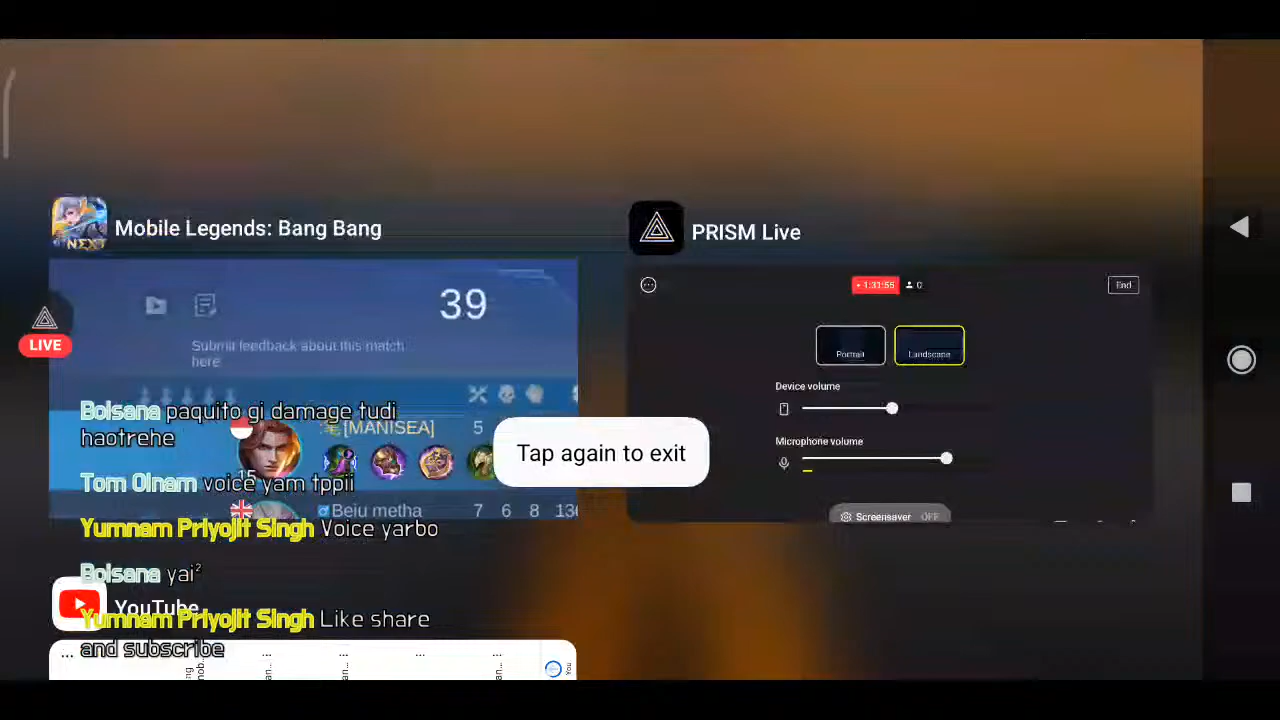 Mobile Legends: Bang Bang
PRISM Live
NEXT
39
Submit feedback about this match
here
LIVE
1:31:55
0
End
Portrait
Landscape
Device volume
Microphone volume
Screensaver OFF
Tap again to exit
[MANISEA] 5
15
Beiu metha 7 6 8
Boisana paquito gi damage tudi
haotrehe
Tom Oinam voice yam tppii
Yumnam Priyojit Singh Voice yarbo
Boisana yai²
YouTube
Yumnam Priyojit Singh Like share
and subscribe
You